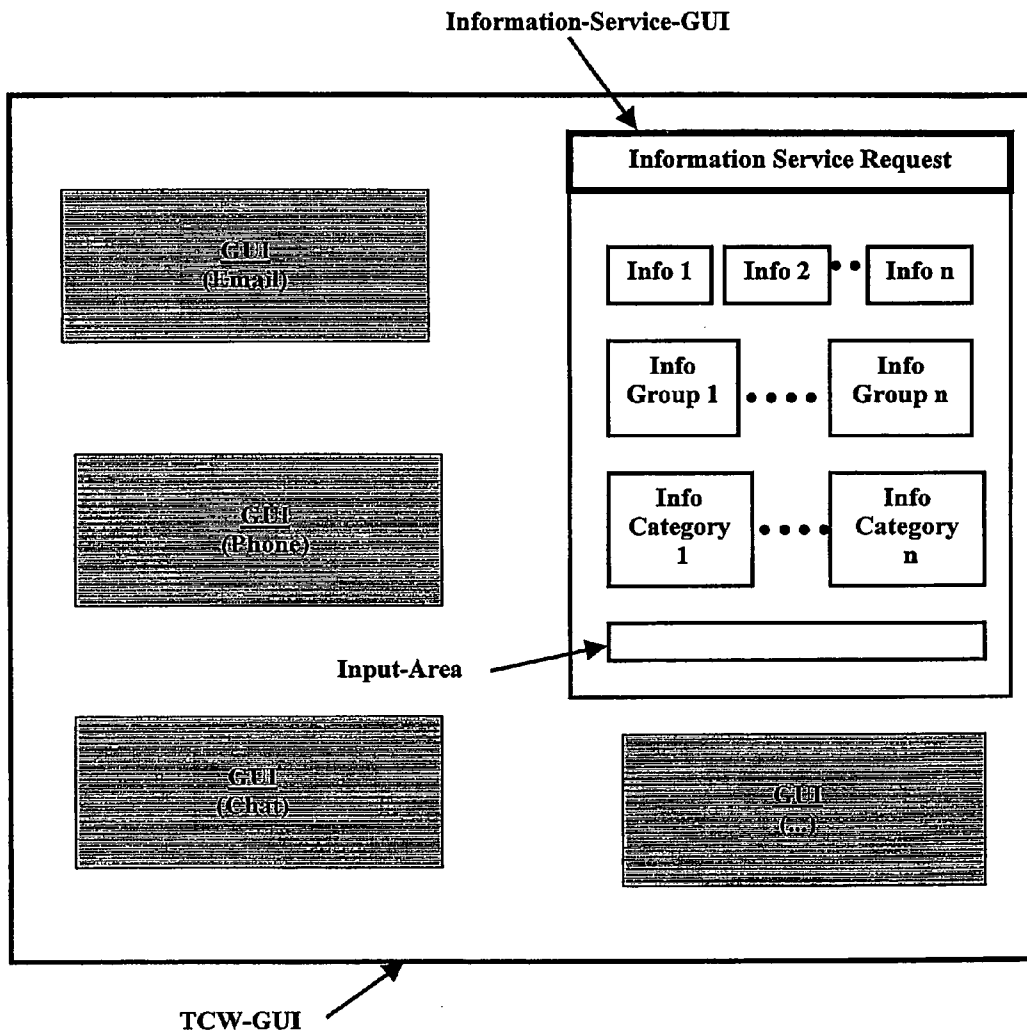 Information-Service-GUI
Information Service Request
GUI
(Email)
Info 1
Info 2
Info n
Info
Group 1
Info
Group n
GUI
(Phone)
Info
Category
1
Info
Category
n
Input-Area
GUI
(Chat)
GUI
(...)
TCW-GUI